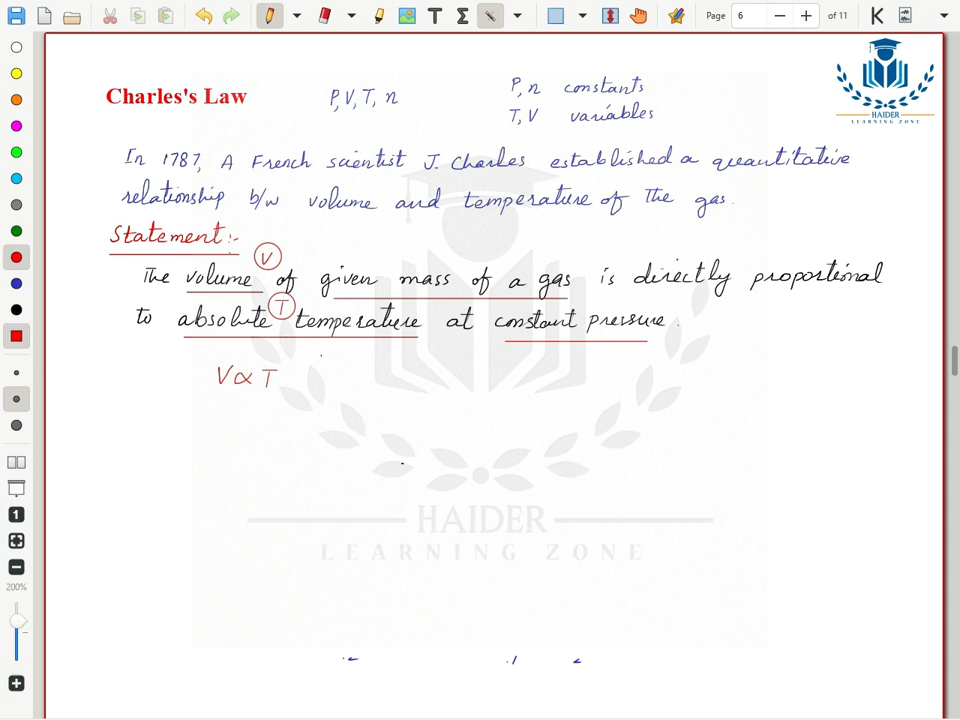 Page 6 of 11
Charles's Law
P, V, T, n
P, n constants
T, V variables
HAIDER
LEARNING ZONE
In 1787, A French scientist J. Charles established a quantitative
relationship b/w volume and temperature of the gas.
Statement:-
V
The volume of given mass of a gas is directly proportional
T
to absolute temperature at constant pressure.
V ∝ T
HAIDER
LEARNING ZONE
1
200%